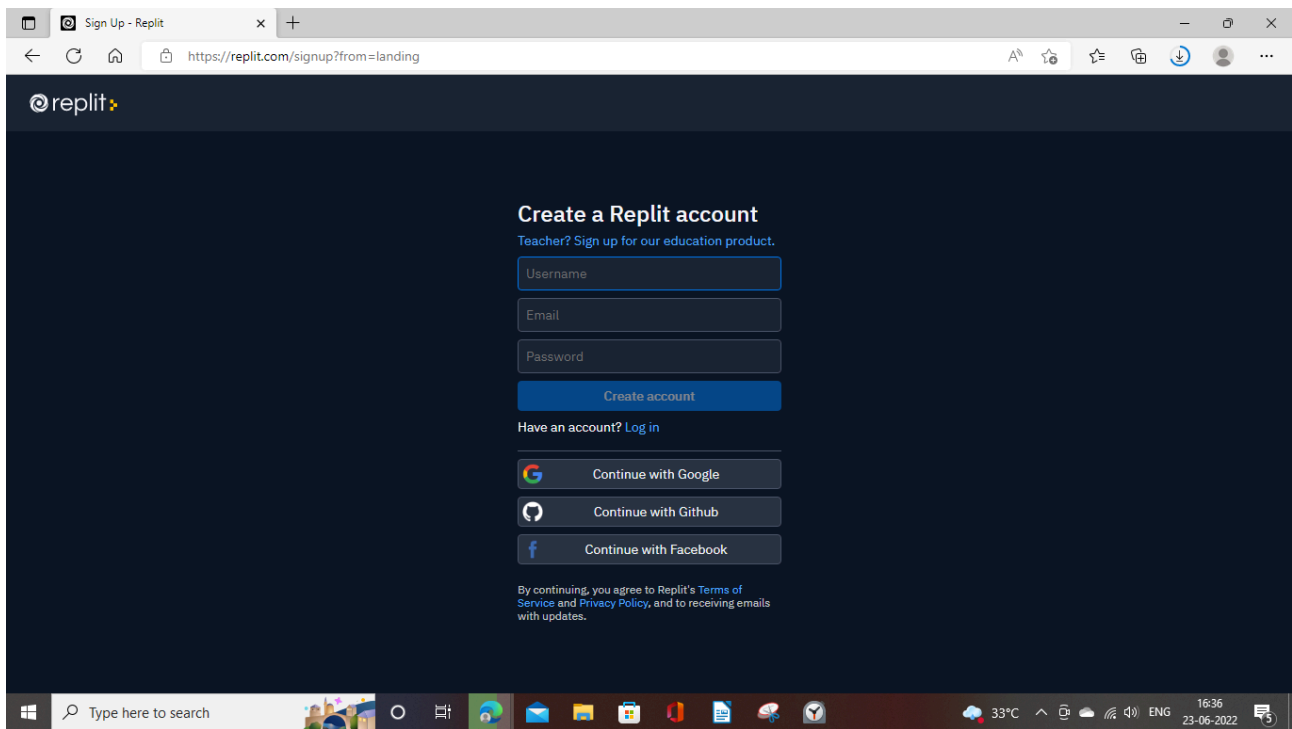 Sign Up - Replit
https://replit.com/signup?from=landing
replit
Create a Replit account
Teacher? Sign up for our education product.
Username
Email
Password
Create account
Have an account? Log in
Continue with Google
Continue with Github
Continue with Facebook
By continuing, you agree to Replit's Terms of
Service and Privacy Policy, and to receiving emails
with updates.
Type here to search
33°C
ENG
16:36
23-06-2022
5